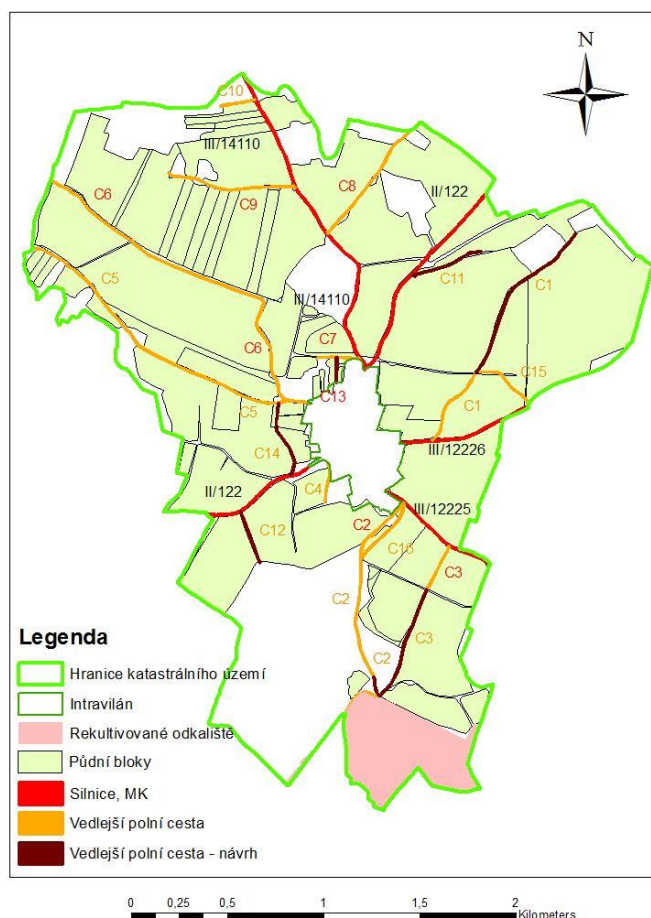 N
C10
III/14110
C8
II/122
C6
C9
C11
C1
C5
III/14110
C7
C6
C15
C13
C1
C5
III/12226
C14
C4
II/122
III/12225
C2
C12
C16
C3
C2
C3
C2
Legenda
Hranice katastrálního území
Intravilán
Rekultivované odkaliště
Půdní bloky
Silnice, MK
Vedlejší polní cesta
Vedlejší polní cesta - návrh
0 0,25 0,5 1 1,5 2
Kilometers